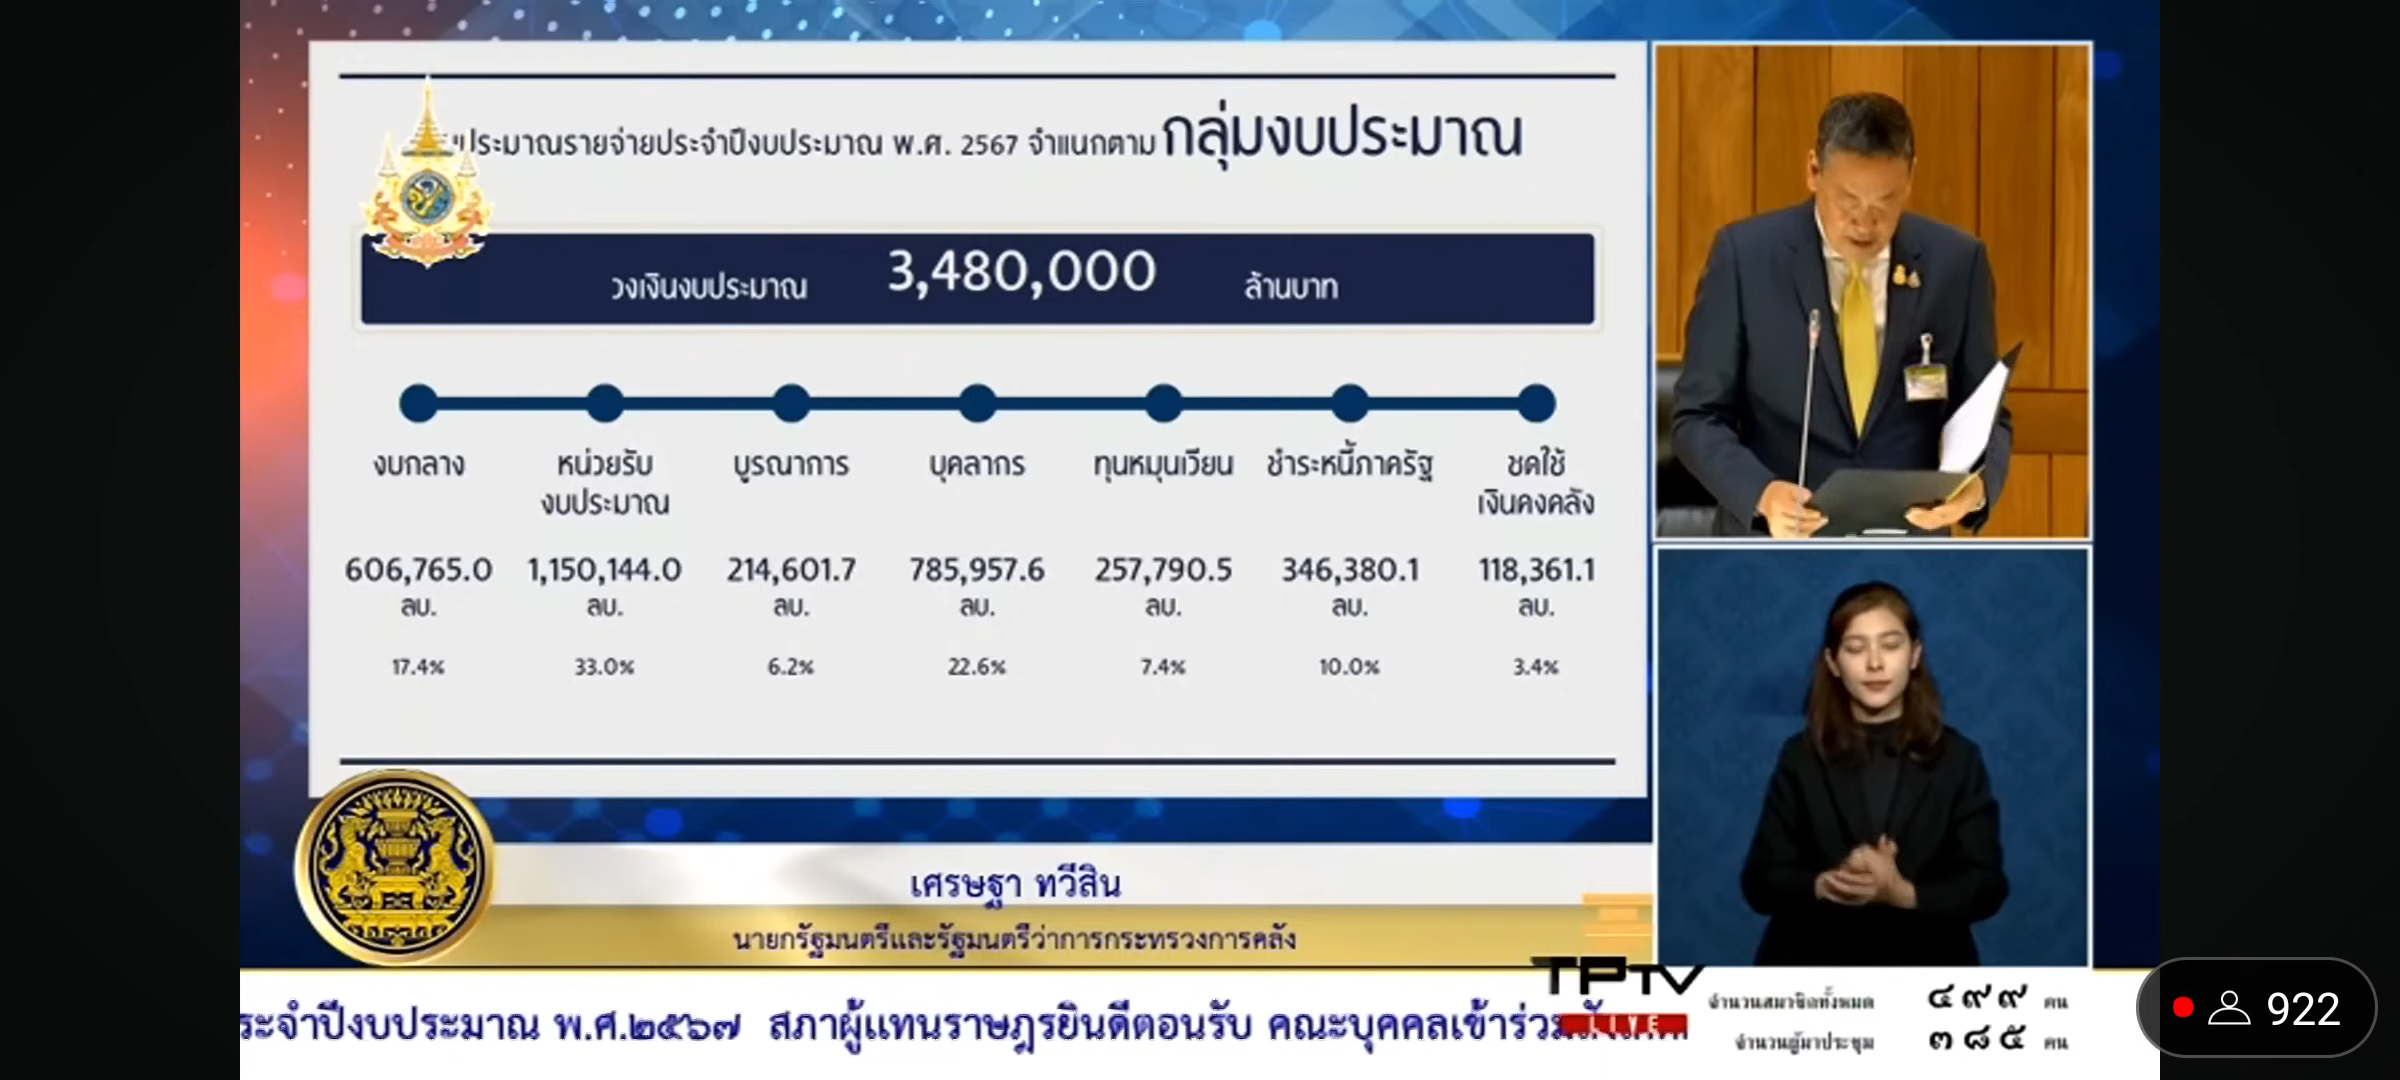 ประมาณรายจ่ายประจำปีงบประมาณ พ.ศ. 2567 จำแนกตาม กลุ่มงบประมาณ
วงเงินงบประมาณ 3,480,000 ล้านบาท
งบกลาง หน่วยรับ บูรณาการ บุคลากร ทุนหมุนเวียน ชำระหนี้ภาครัฐ ชดใช้
งบประมาณ เงินคงคลัง
606,765.0 1,150,144.0 214,601.7 785,957.6 257,790.5 346,380.1 118,361.1
ลบ. ลบ. ลบ. ลบ. ลบ. ลบ. ลบ.
17.4% 33.0% 6.2% 22.6% 7.4% 10.0% 3.4%
เศรษฐา ทวีสิน
นายกรัฐมนตรีและรัฐมนตรีว่าการกระทรวงการคลัง
TPTV
LIVE
ระจำปีงบประมาณ พ.ศ.๒๕๖๗ สภาผู้แทนราษฎรยินดีตอนรับ คณะบุคคลเข้าร่วม
จำนวนสมาชิกทั้งหมด ๔๙๙ คน
จำนวนผู้มาประชุม ๓๘๕ คน
922